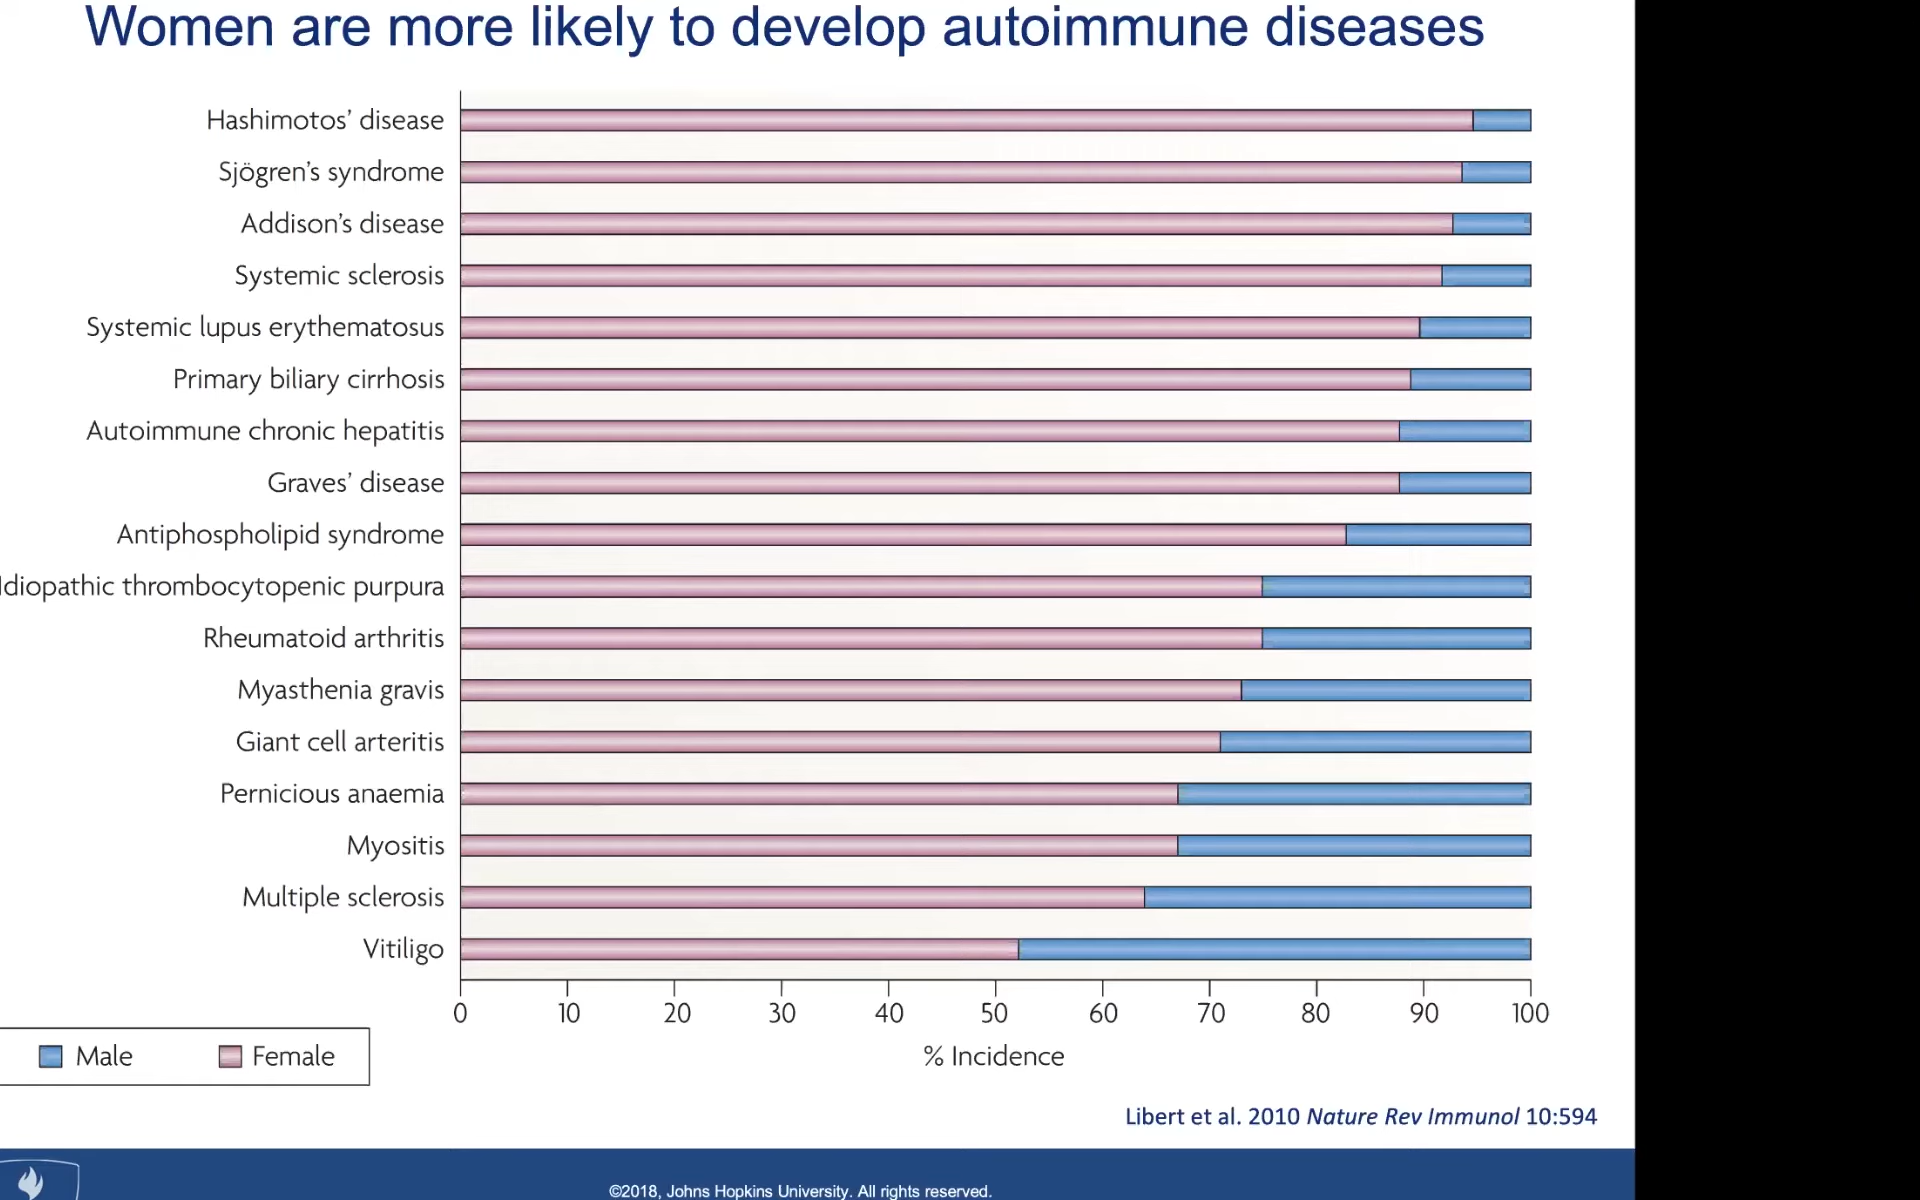 Women are more likely to develop autoimmune diseases
Hashimotos’ disease
Sjögren’s syndrome
Addison’s disease
Systemic sclerosis
Systemic lupus erythematosus
Primary biliary cirrhosis
Autoimmune chronic hepatitis
Graves’ disease
Antiphospholipid syndrome
Idiopathic thrombocytopenic purpura
Rheumatoid arthritis
Myasthenia gravis
Giant cell arteritis
Pernicious anaemia
Myositis
Multiple sclerosis
Vitiligo
0 10 20 30 40 50 60 70 80 90 100
% Incidence
Male Female
Libert et al. 2010 Nature Rev Immunol 10:594
©2018, Johns Hopkins University. All rights reserved.